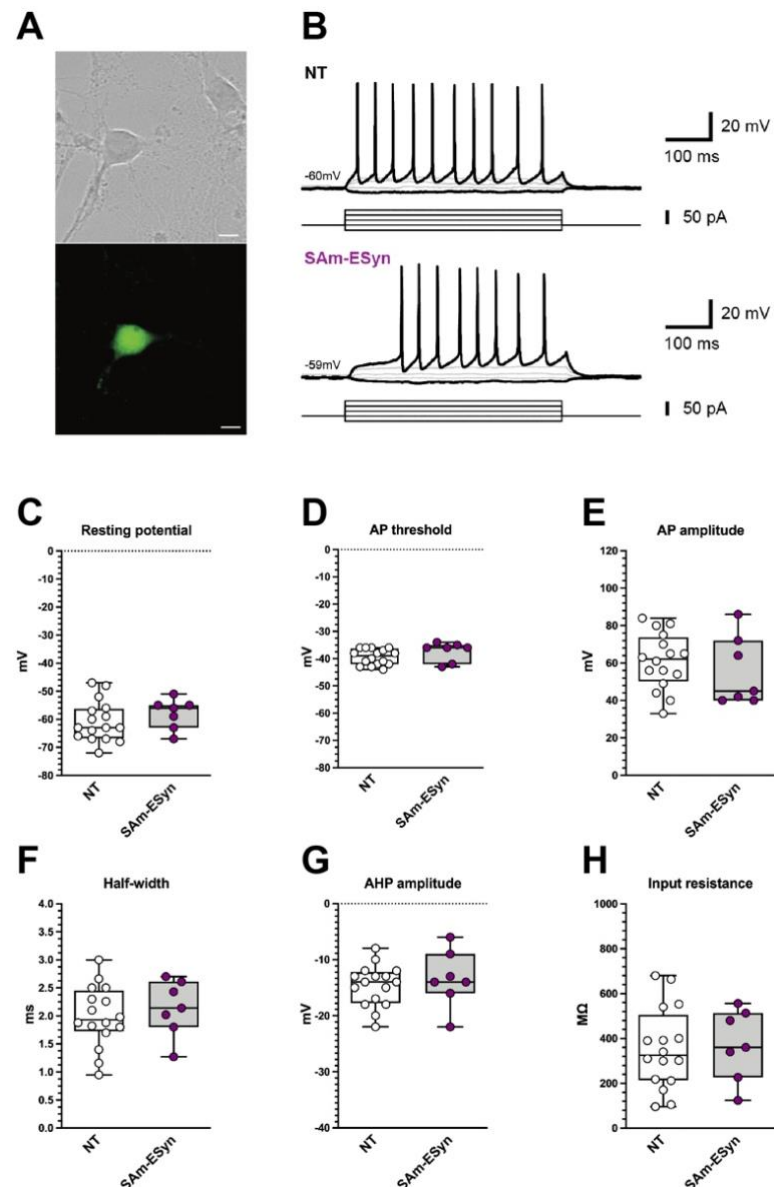 A
B
NT
-60mV
20 mV
100 ms
50 pA
SAm-ESyn
-59mV
20 mV
100 ms
50 pA
C
Resting potential
mV
0
-10
-20
-30
-40
-50
-60
-70
-80
NT
SAm-ESyn
D
AP threshold
mV
0
-10
-20
-30
-40
-50
-60
-70
-80
NT
SAm-ESyn
E
AP amplitude
mV
120
100
80
60
40
20
0
NT
SAm-ESyn
F
Half-width
ms
4.0
3.5
3.0
2.5
2.0
1.5
1.0
0.5
0.0
NT
SAm-ESyn
G
AHP amplitude
mV
0
-10
-20
-30
-40
NT
SAm-ESyn
H
Input resistance
MΩ
1000
800
600
400
200
0
NT
SAm-ESyn